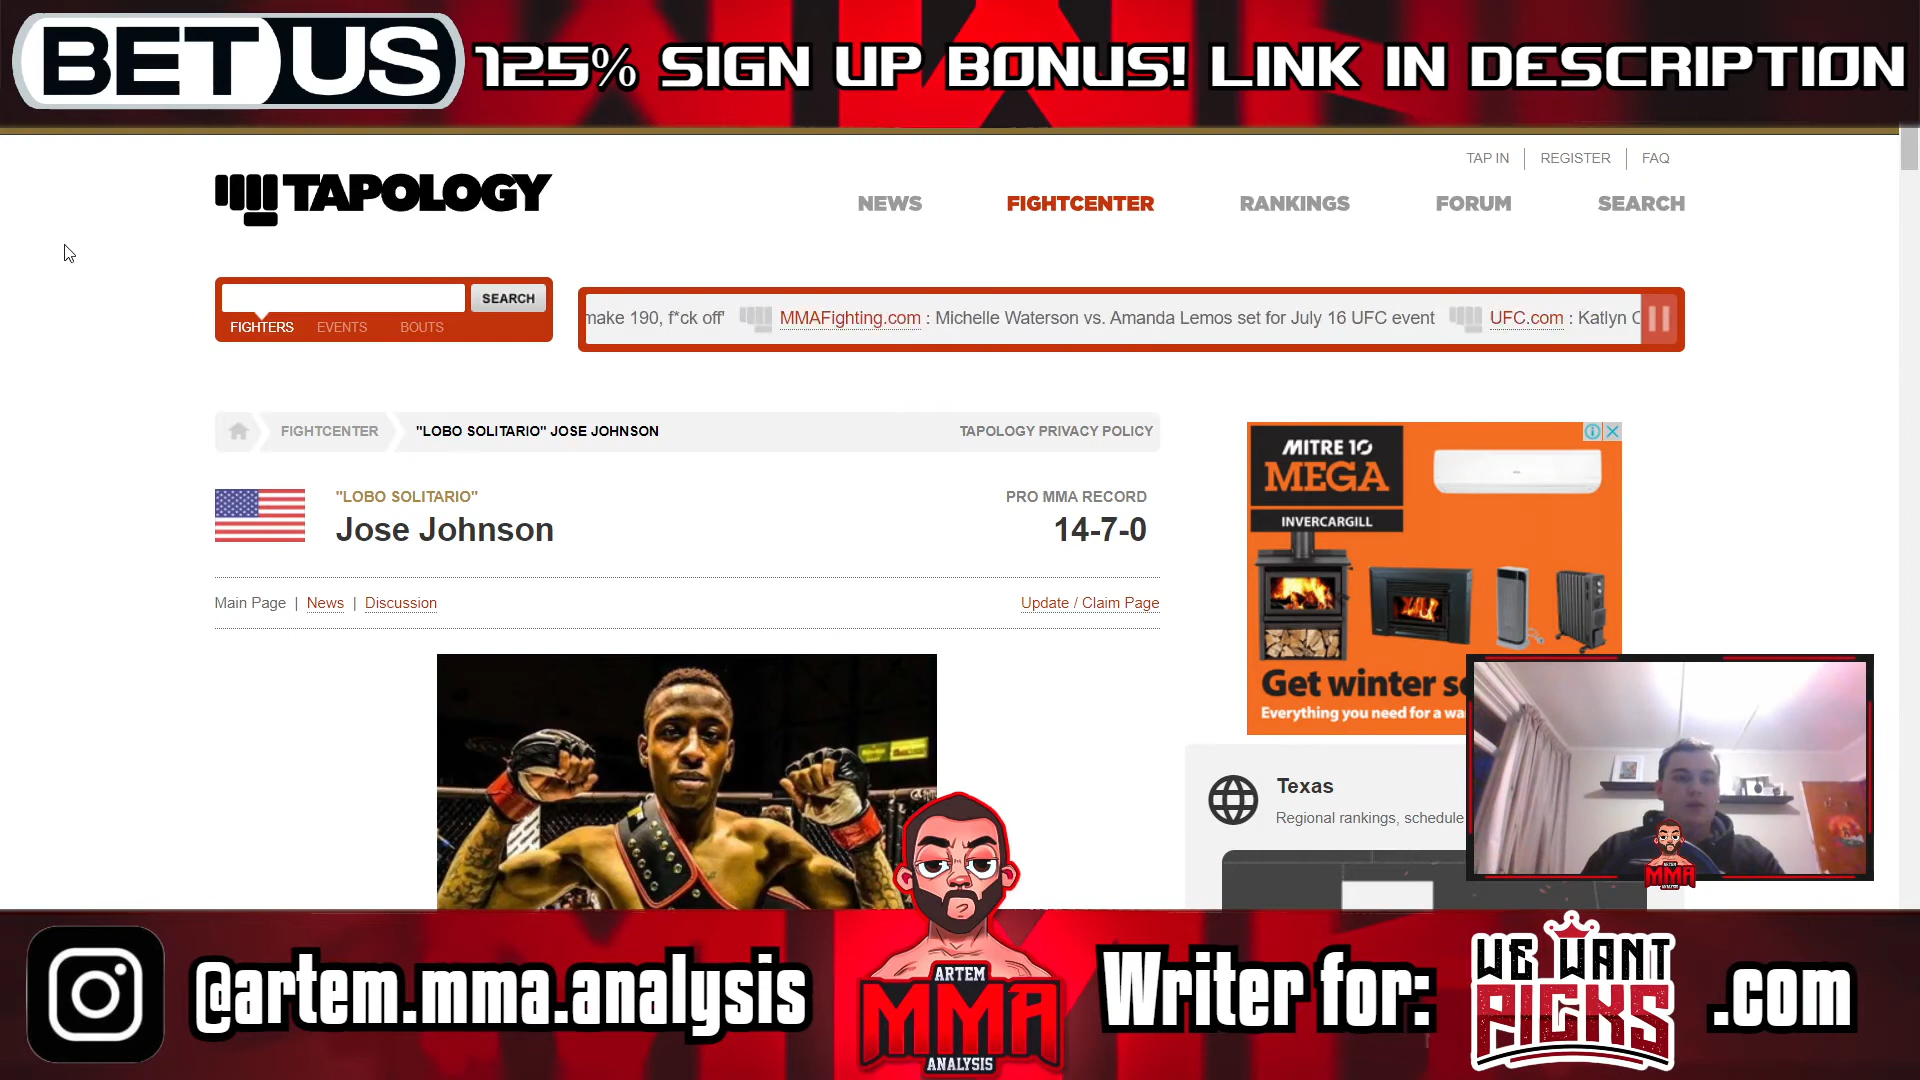 BETUS 125% SIGN UP BONUS! LINK IN DESCRIPTION
TAP IN REGISTER FAQ
TAPOLOGY
NEWS FIGHTCENTER RANKINGS FORUM SEARCH
SEARCH
FIGHTERS EVENTS BOUTS
make 190, f*ck off' MMAFighting.com : Michelle Waterson vs. Amanda Lemos set for July 16 UFC event UFC.com : Katlyn
FIGHTCENTER "LOBO SOLITARIO" JOSE JOHNSON TAPOLOGY PRIVACY POLICY
MITRE 10
MEGA
INVERCARGILL
"LOBO SOLITARIO" PRO MMA RECORD
Jose Johnson 14-7-0
Main Page | News | Discussion Update / Claim Page
Get winter
Everything you need for a
Texas
Regional rankings, schedule
ARTEM
MMA
ANALYSIS
@artem.mma.analysis
ARTEM
MMA
ANALYSIS
Writer for:
WE WANT
PICKS
.com